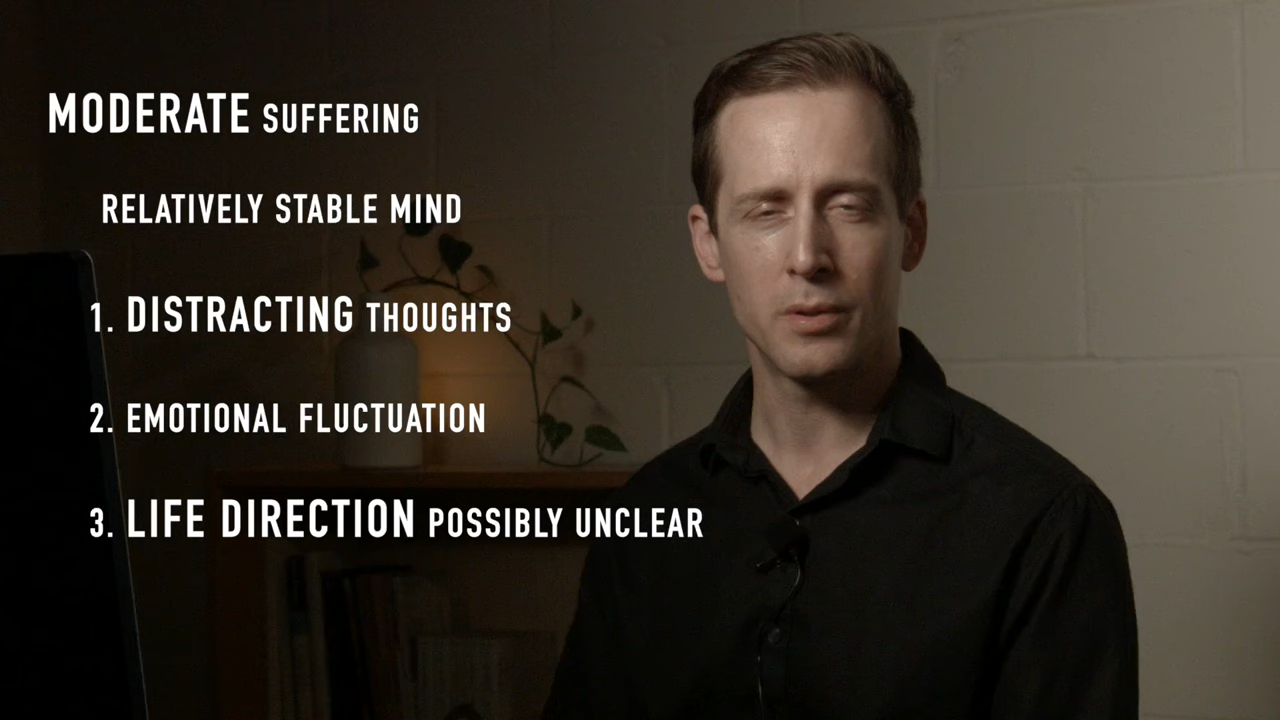 MODERATE SUFFERING
RELATIVELY STABLE MIND
1. DISTRACTING THOUGHTS
2. EMOTIONAL FLUCTUATION
3. LIFE DIRECTION POSSIBLY UNCLEAR